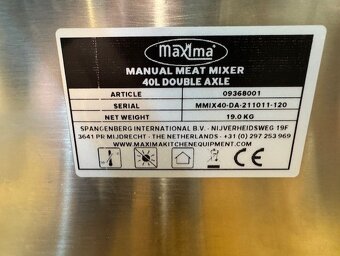 maxima
MANUAL MEAT MIXER
40L DOUBLE AXLE
ARTICLE 09368001
SERIAL MMIX40-DA-211011-120
NET WEIGHT 19.0 KG
SPANGENBERG INTERNATIONAL B.V. - NIJVERHEIDSWEG 19F
3641 PR MIJDRECHT - THE NETHERLANDS - +31 (0) 297 253 969
WWW.MAXIMAKITCHENEQUIPMENT.COM
CE